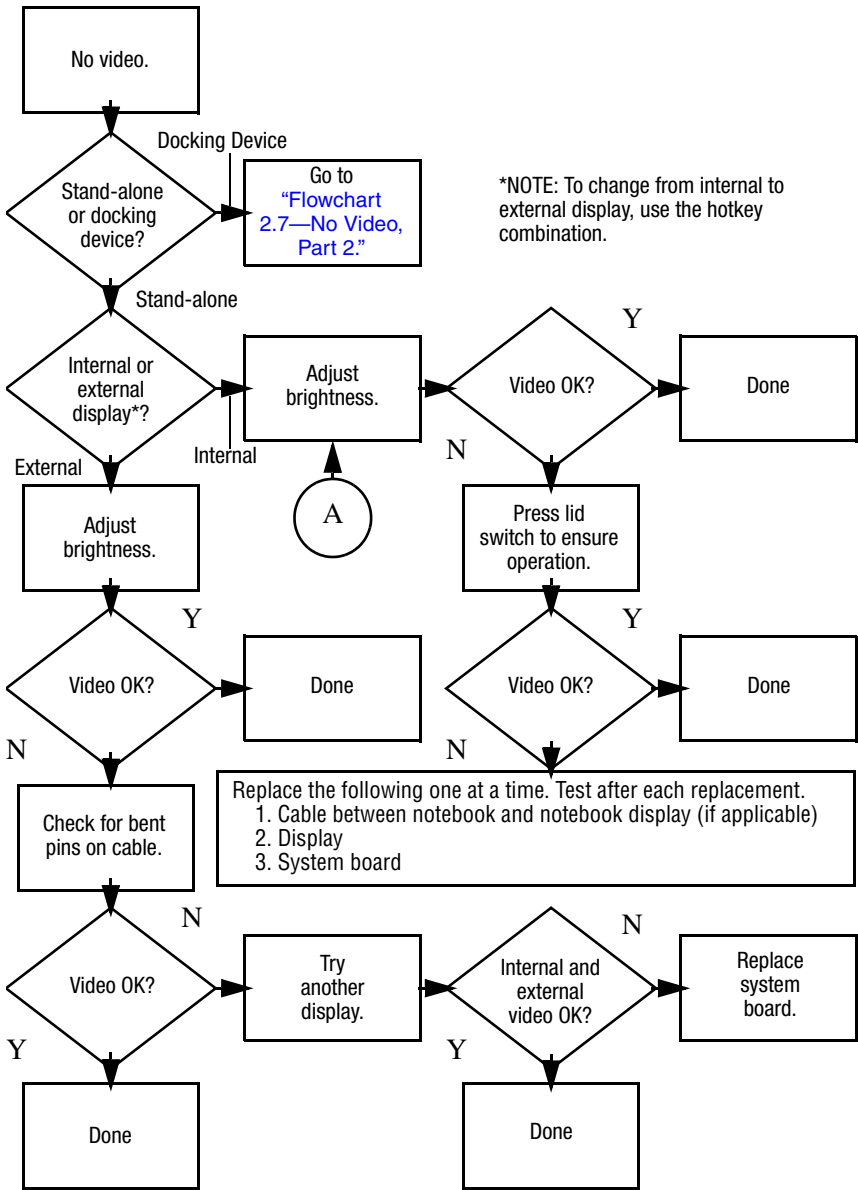 No video.
Docking Device
Stand-alone
or docking
device?
Go to
“Flowchart
2.7—No Video,
Part 2.”
*NOTE: To change from internal to
external display, use the hotkey
combination.
Stand-alone
Internal or
external
display*?
Adjust
brightness.
Video OK?
Y
Done
External
Internal
N
A
Adjust
brightness.
Press lid
switch to ensure
operation.
Y
Y
Video OK?
Done
Video OK?
Done
N
N
Check for bent
pins on cable.
Replace the following one at a time. Test after each replacement.
1. Cable between notebook and notebook display (if applicable)
2. Display
3. System board
N
N
Video OK?
Try
another
display.
Internal and
external
video OK?
Replace
system
board.
Y
Y
Done
Done